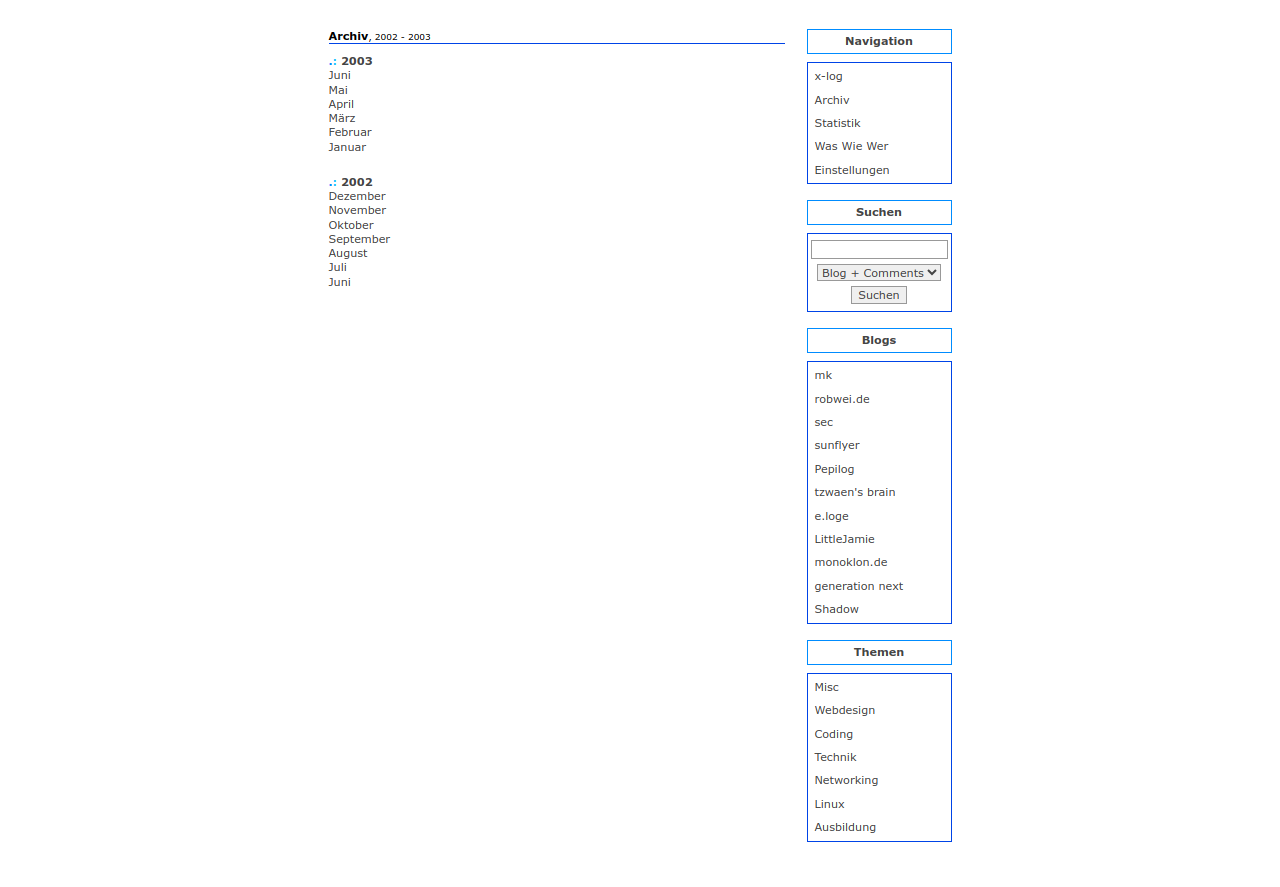 Archiv, 2002 - 2003
.: 2003
Juni
Mai
April
März
Februar
Januar
.: 2002
Dezember
November
Oktober
September
August
Juli
Juni
Navigation
x-log
Archiv
Statistik
Was Wie Wer
Einstellungen
Suchen
Blog + Comments
Suchen
Blogs
mk
robwei.de
sec
sunflyer
Pepilog
tzwaen's brain
e.loge
LittleJamie
monoklon.de
generation next
Shadow
Themen
Misc
Webdesign
Coding
Technik
Networking
Linux
Ausbildung